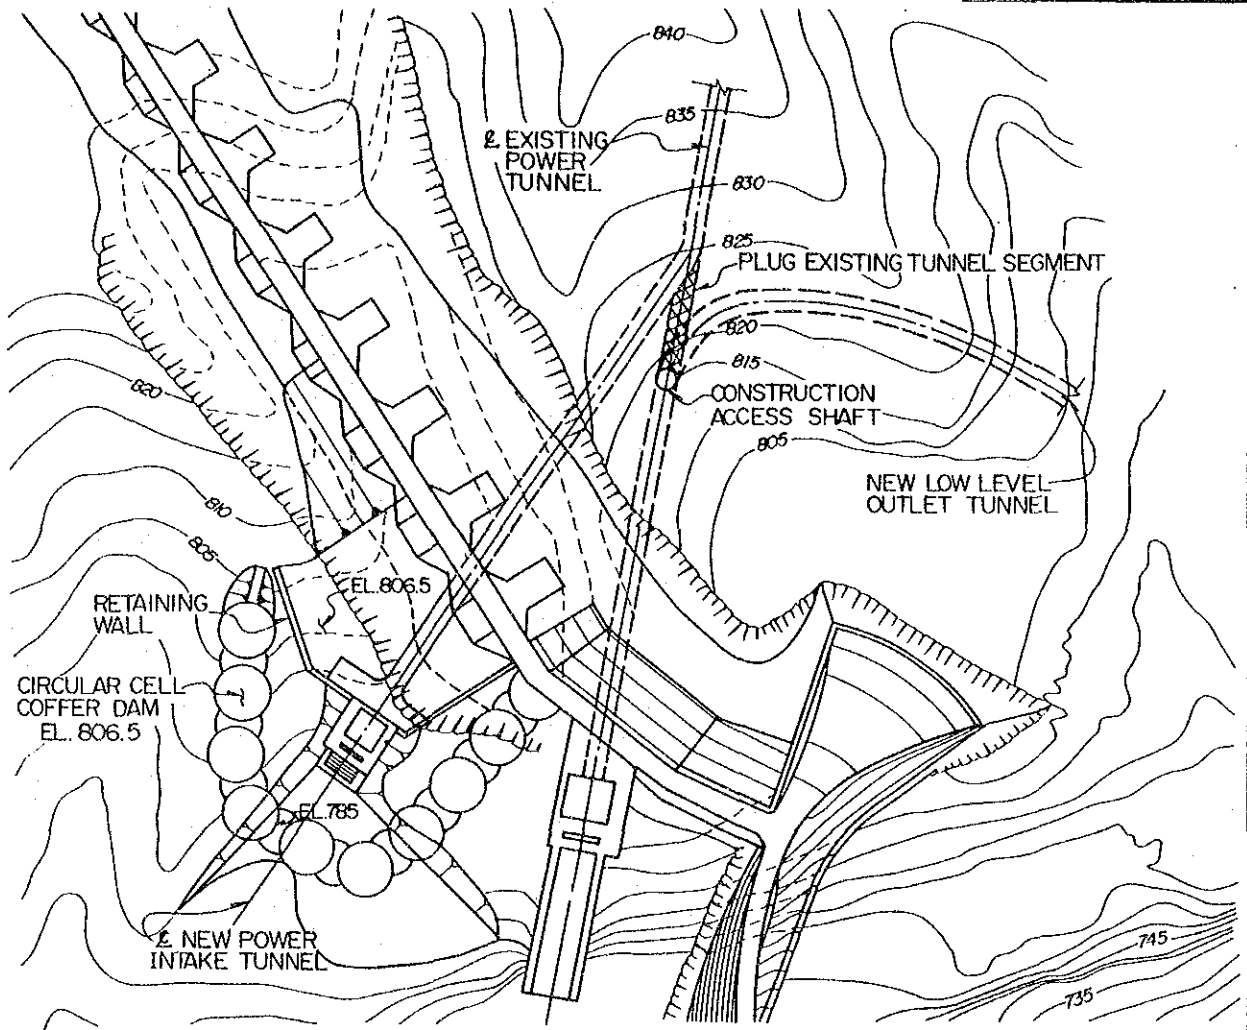 840
835
℄ EXISTING
POWER
TUNNEL
830
825
PLUG EXISTING TUNNEL SEGMENT
820
815
CONSTRUCTION
ACCESS SHAFT
805
820
NEW LOW LEVEL
OUTLET TUNNEL
810
805
EL.806.5
RETAINING
WALL
CIRCULAR CELL
COFFER DAM
EL. 806.5
EL.785
℄ NEW POWER
INTAKE TUNNEL
745
735